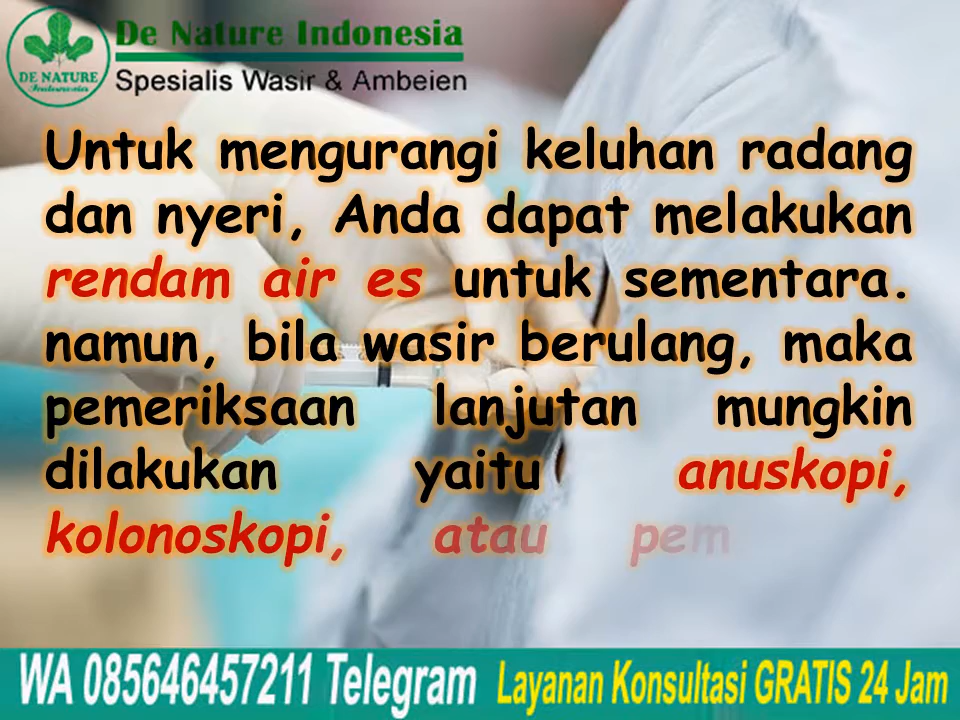 De Nature Indonesia
DE NATURE
Indonesia
Spesialis Wasir & Ambeien
Untuk mengurangi keluhan radang
dan nyeri, Anda dapat melakukan
rendam air es untuk sementara.
namun, bila wasir berulang, maka
pemeriksaan lanjutan mungkin
dilakukan yaitu anuskopi,
kolonoskopi, atau pem
WA 085646457211 Telegram Layanan Konsultasi GRATIS 24 Jam